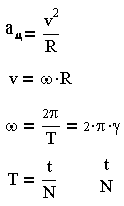 aц = v²/R
v = ω·R
ω = 2π/T = 2·π·γ
T = t/N t/N